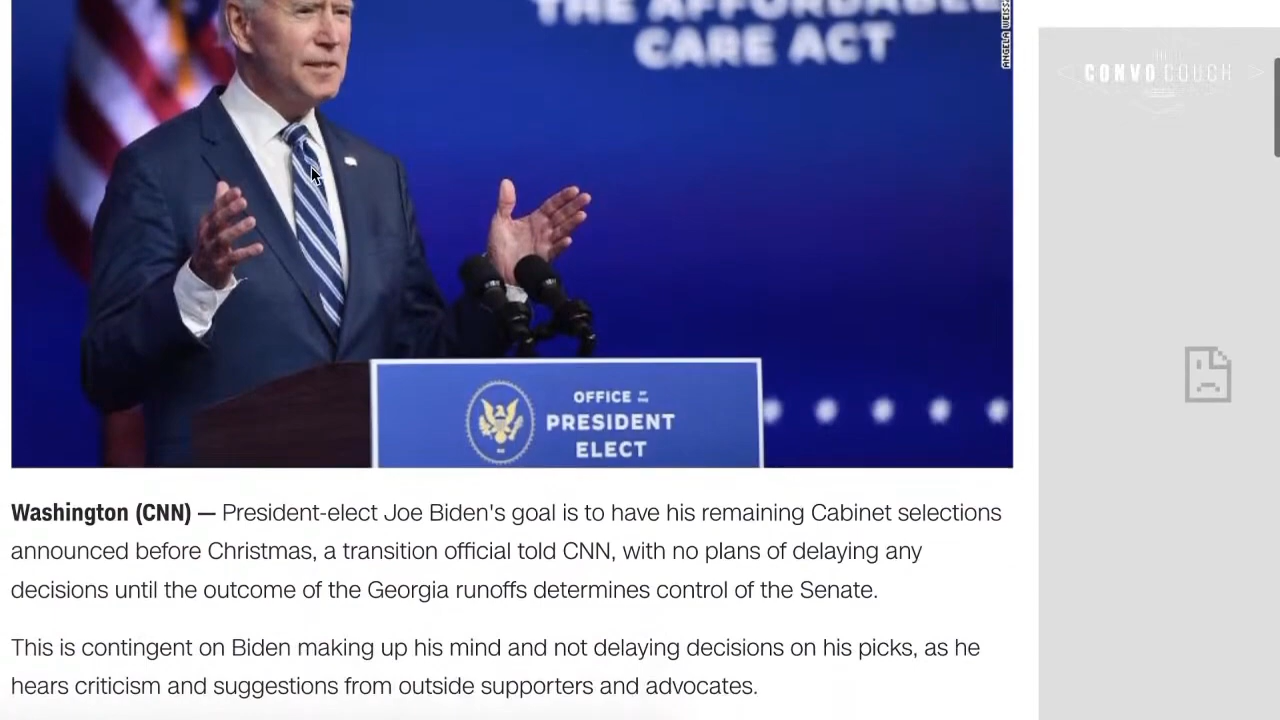 THE AFFORDABLE
CARE ACT
CONVO COUCH
OFFICE OF THE
PRESIDENT
ELECT
Washington (CNN) — President-elect Joe Biden's goal is to have his remaining Cabinet selections
announced before Christmas, a transition official told CNN, with no plans of delaying any
decisions until the outcome of the Georgia runoffs determines control of the Senate.
This is contingent on Biden making up his mind and not delaying decisions on his picks, as he
hears criticism and suggestions from outside supporters and advocates.